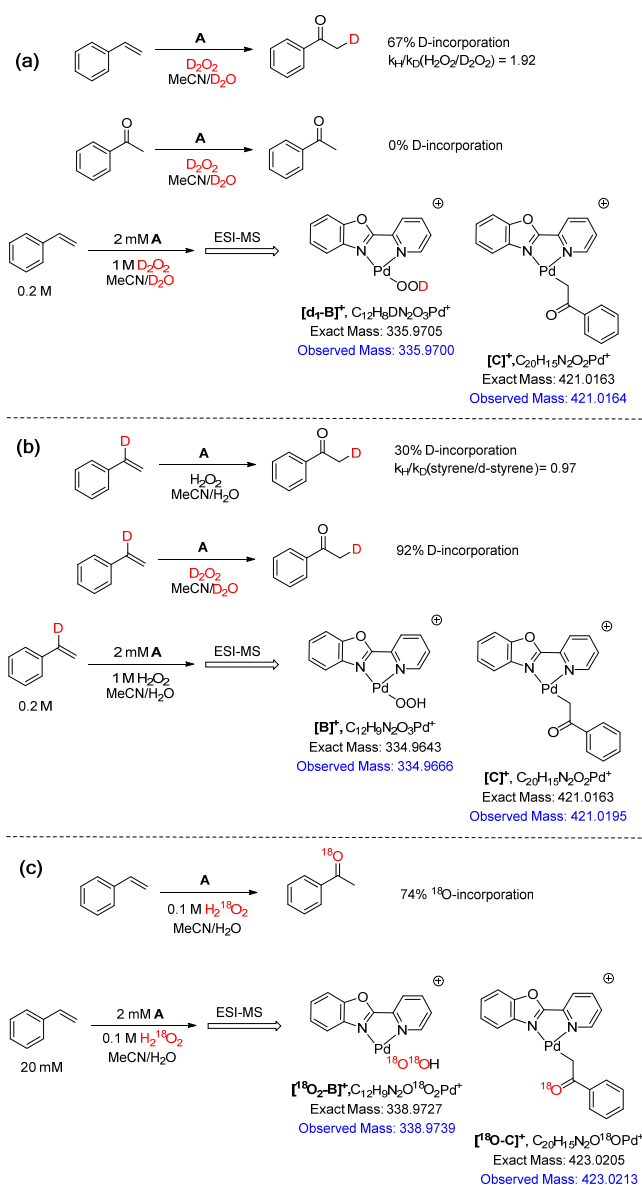 (a)
A
D₂O₂
MeCN/D₂O
O
D
67% D-incorporation
k_H/k_D(H₂O₂/D₂O₂) = 1.92
O
A
D₂O₂
MeCN/D₂O
O
0% D-incorporation
0.2 M
2 mM A
1 M D₂O₂
MeCN/D₂O
ESI-MS
O
N
N
Pd
OOD
⊕
[d₁-B]⁺, C₁₂H₈DN₂O₃Pd⁺
Exact Mass: 335.9705
Observed Mass: 335.9700
O
N
N
Pd
O
⊕
[C]⁺,C₂₀H₁₅N₂O₂Pd⁺
Exact Mass: 421.0163
Observed Mass: 421.0164
(b)
D
A
H₂O₂
MeCN/H₂O
O
D
30% D-incorporation
k_H/k_D(styrene/d-styrene)= 0.97
D
A
D₂O₂
MeCN/D₂O
O
D
92% D-incorporation
D
0.2 M
2 mM A
1 M H₂O₂
MeCN/H₂O
ESI-MS
O
N
N
Pd
OOH
⊕
[B]⁺, C₁₂H₉N₂O₃Pd⁺
Exact Mass: 334.9643
Observed Mass: 334.9666
O
N
N
Pd
O
⊕
[C]⁺, C₂₀H₁₅N₂O₂Pd⁺
Exact Mass: 421.0163
Observed Mass: 421.0195
(c)
A
0.1 M H₂¹⁸O₂
MeCN/H₂O
¹⁸O
74% ¹⁸O-incorporation
20 mM
2 mM A
0.1 M H₂¹⁸O₂
MeCN/H₂O
ESI-MS
O
N
N
Pd
¹⁸O¹⁸OH
⊕
[¹⁸O₂-B]⁺,C₁₂H₉N₂O¹⁸O₂Pd⁺
Exact Mass: 338.9727
Observed Mass: 338.9739
O
N
N
Pd
¹⁸O
⊕
[¹⁸O-C]⁺, C₂₀H₁₅N₂O¹⁸OPd⁺
Exact Mass: 423.0205
Observed Mass: 423.0213